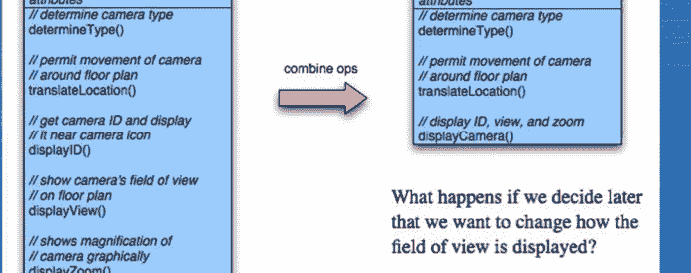 attributes
// determine camera type
determineType()
// permit movement of camera
// around floor plan
translateLocation()
// get camera ID and display
// it near camera icon
displayID()
// show camera's field of view
// on floor plan
displayView()
// shows magnification of
// camera graphically
displayZoom()
combine ops
attributes
// determine camera type
determineType()
// permit movement of camera
// around floor plan
translateLocation()
// display ID, view, and zoom
displayCamera()
What happens if we decide later
that we want to change how the
field of view is displayed?